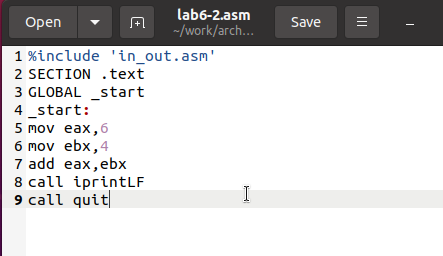 Open lab6-2.asm Save
~/work/arch...
1 %include 'in_out.asm'
2 SECTION .text
3 GLOBAL _start
4 _start:
5 mov eax,6
6 mov ebx,4
7 add eax,ebx
8 call iprintLF
9 call quit